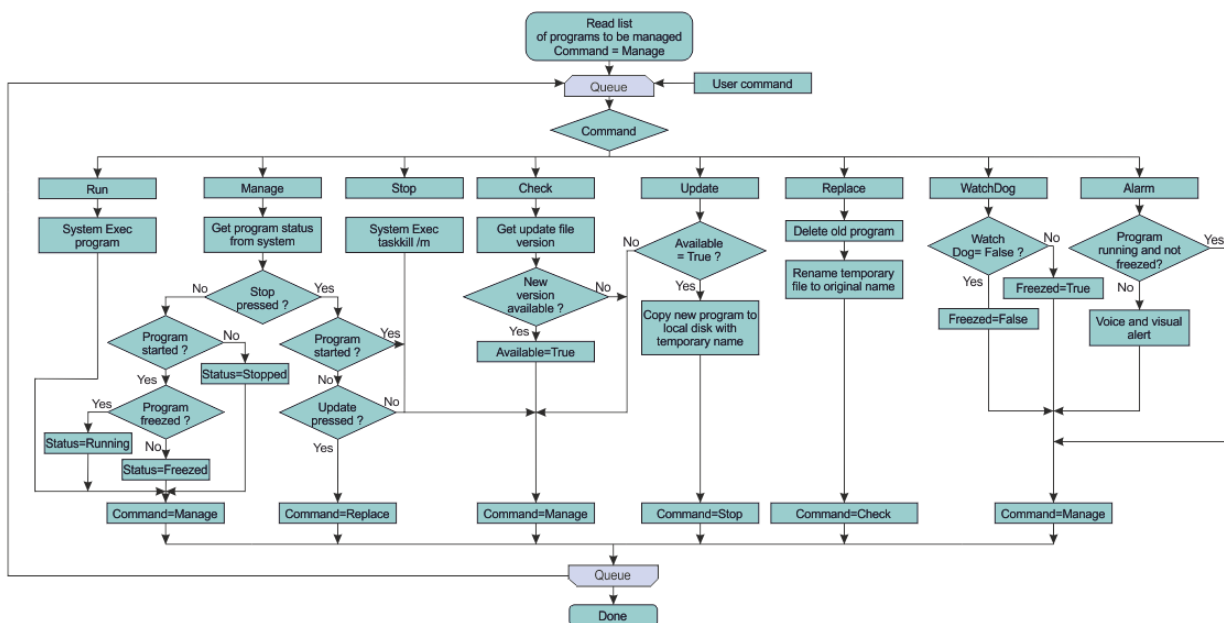 Read list
of programs to be managed
Command = Manage
Queue
User command
Command
Run
Manage
Stop
Check
Update
Replace
WatchDog
Alarm
System Exec
program
Get program status
from system
System Exec
taskkill /m
Get update file
version
No
Available
= True ?
Delete old program
Watch
Dog= False ?
No
Program
running and not
freezed?
Yes
No
Stop
pressed ?
Yes
New
version
available ?
No
Yes
Rename temporary
file to original name
Yes
Freezed=True
No
Program
started ?
No
Program
started ?
Yes
Yes
Available=True
Copy new program to
local disk with
temporary name
Freezed=False
Voice and visual
alert
Status=Stopped
Yes
No
Yes
Program
freezed ?
Update
pressed ?
No
Status=Running
No
Yes
Status=Freezed
Command=Manage
Command=Replace
Command=Manage
Command=Stop
Command=Check
Command=Manage
Queue
Done